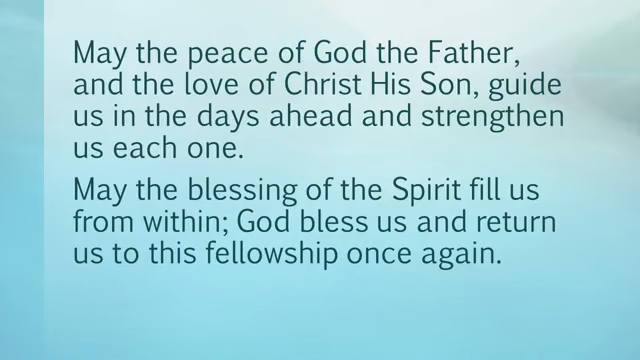 May the peace of God the Father,
and the love of Christ His Son, guide
us in the days ahead and strengthen
us each one.
May the blessing of the Spirit fill us
from within; God bless us and return
us to this fellowship once again.